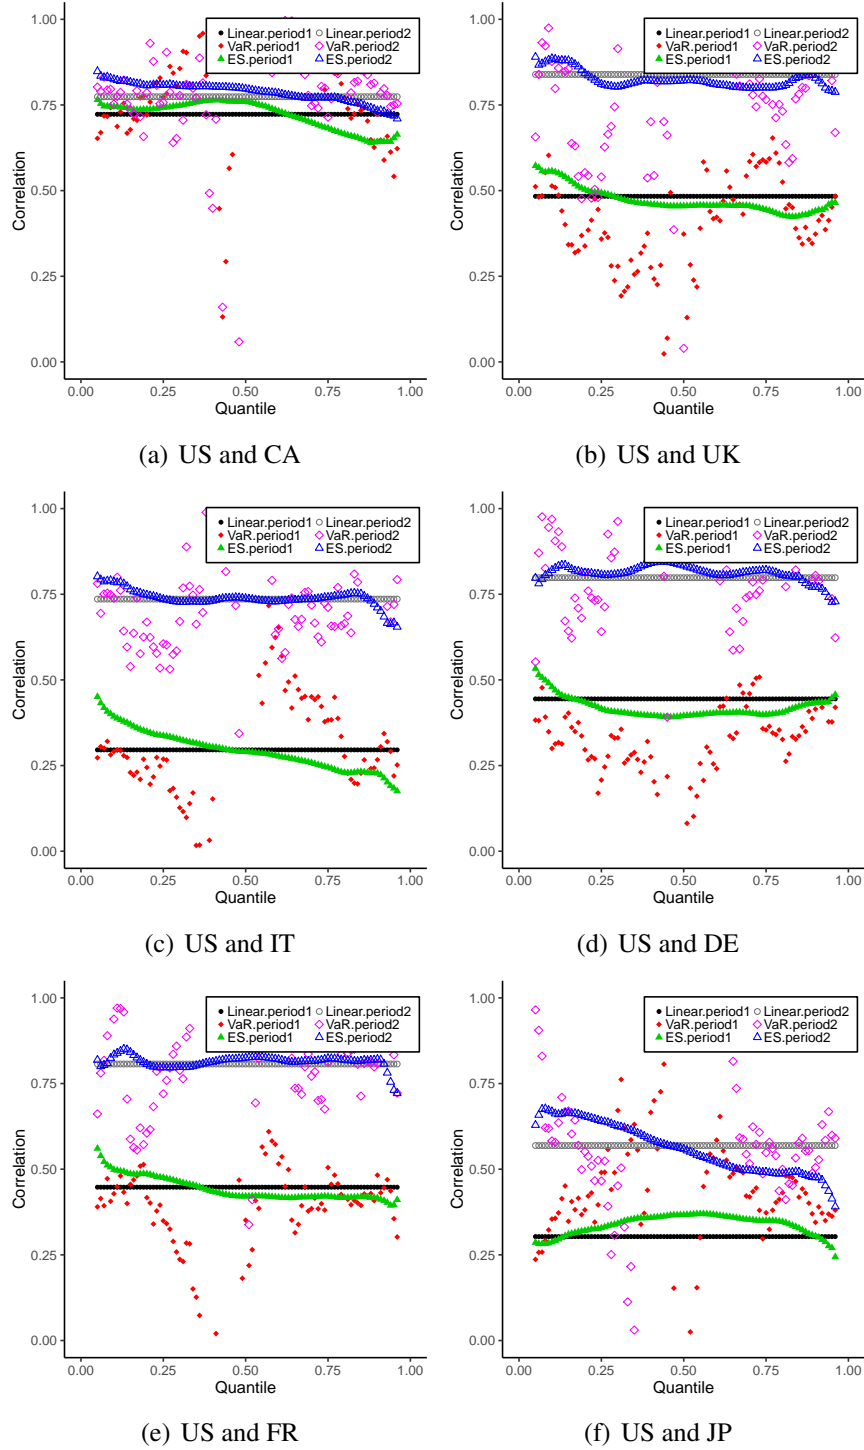 Correlation
1.00
0.75
0.50
0.25
0.00
Linear.period1 Linear.period2
VaR.period1 VaR.period2
ES.period1 ES.period2
0.00 0.25 0.50 0.75 1.00
Quantile
(a) US and CA
Correlation
1.00
0.75
0.50
0.25
0.00
Linear.period1 Linear.period2
VaR.period1 VaR.period2
ES.period1 ES.period2
0.00 0.25 0.50 0.75 1.00
Quantile
(b) US and UK
Correlation
1.00
0.75
0.50
0.25
0.00
Linear.period1 Linear.period2
VaR.period1 VaR.period2
ES.period1 ES.period2
0.00 0.25 0.50 0.75 1.00
Quantile
(c) US and IT
Correlation
1.00
0.75
0.50
0.25
0.00
Linear.period1 Linear.period2
VaR.period1 VaR.period2
ES.period1 ES.period2
0.00 0.25 0.50 0.75 1.00
Quantile
(d) US and DE
Correlation
1.00
0.75
0.50
0.25
0.00
Linear.period1 Linear.period2
VaR.period1 VaR.period2
ES.period1 ES.period2
0.00 0.25 0.50 0.75 1.00
Quantile
(e) US and FR
Correlation
1.00
0.75
0.50
0.25
0.00
Linear.period1 Linear.period2
VaR.period1 VaR.period2
ES.period1 ES.period2
0.00 0.25 0.50 0.75 1.00
Quantile
(f) US and JP